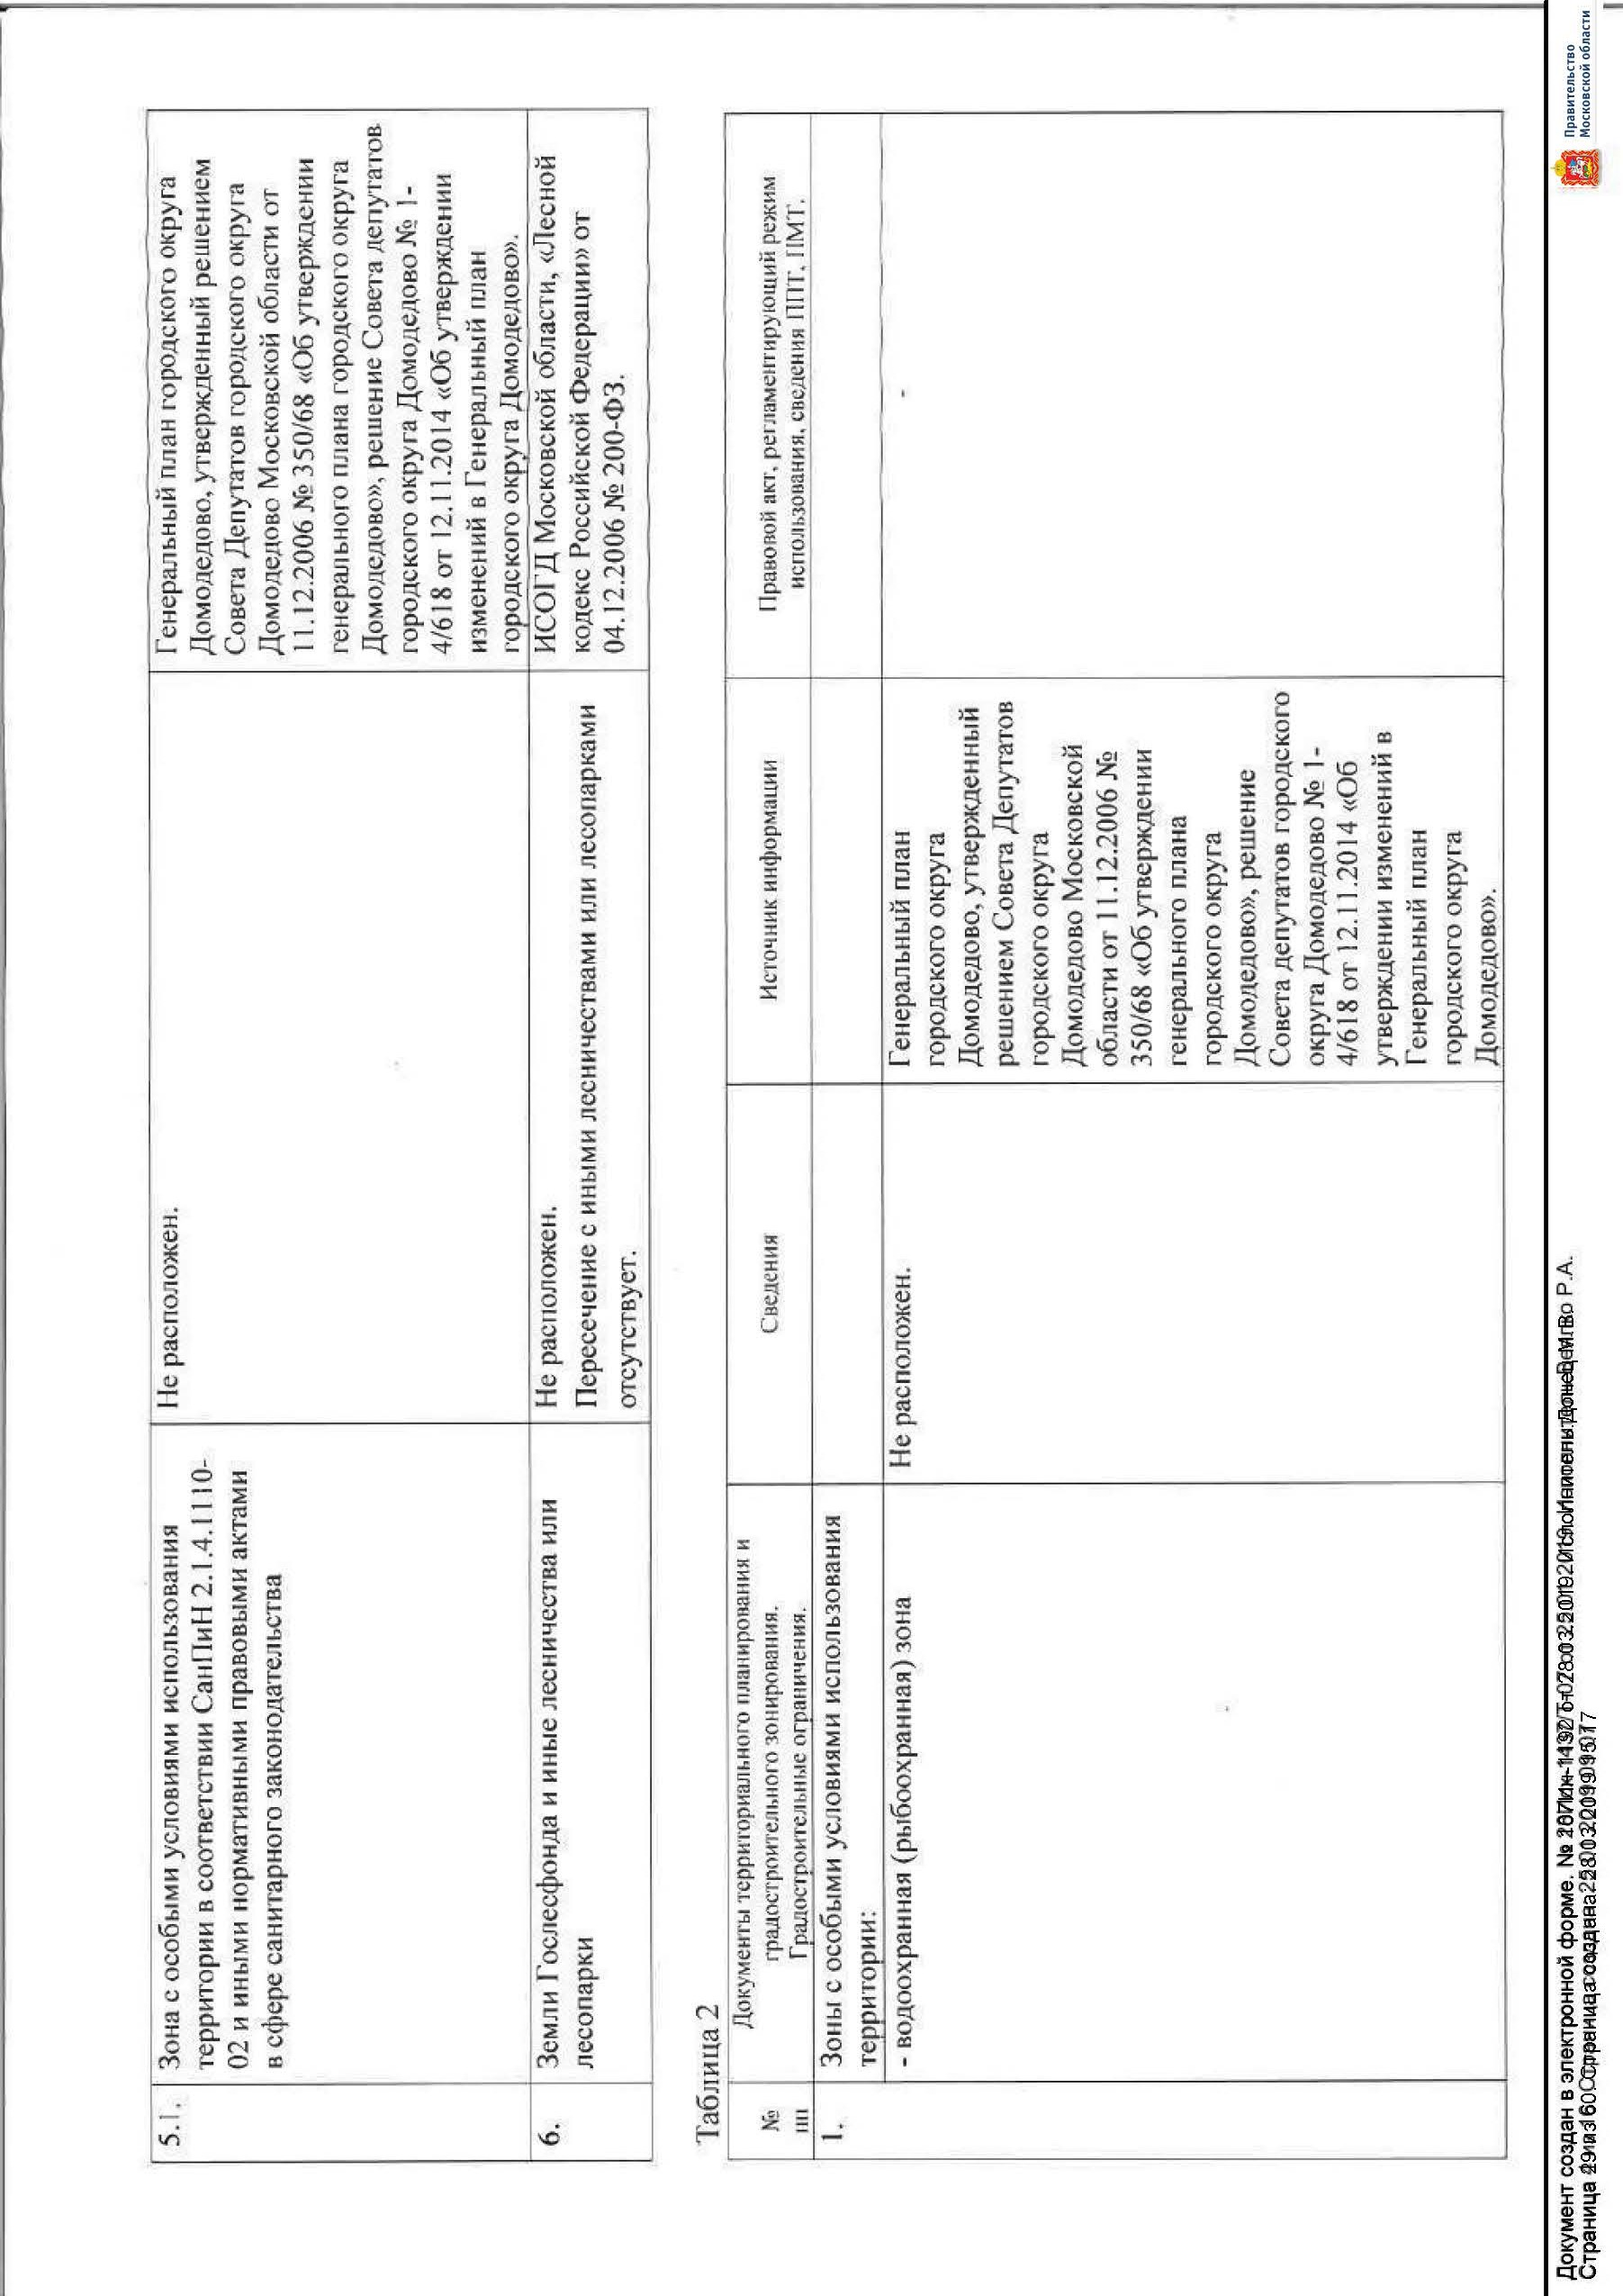 5.1.
Зона с особыми условиями использования
территории в соответствии СанПиН 2.1.4.1110-
02 и иными нормативными правовыми актами
в сфере санитарного законодательства
Не расположен.
Генеральный план городского округа
Домодедово, утвержденный решением
Совета Депутатов городского округа
Домодедово Московской области от
11.12.2006 № 350/68 «Об утверждении
генерального плана городского округа
Домодедово», решение Совета депутатов
городского округа Домодедово № 1-
4/618 от 12.11.2014 «Об утверждении
изменений в Генеральный план
городского округа Домодедово».
6.
Земли Гослесфонда и иные лесничества или
лесопарки
Не расположен.
Пересечение с иными лесничествами или лесопарками
отсутствует.
ИСОГД Московской области, «Лесной
кодекс Российской Федерации» от
04.12.2006 № 200-ФЗ.
Таблица 2
№
пп
Документы территориального планирования и
градостроительного зонирования.
Градостроительные ограничения.
Сведения
Источник информации
Правовой акт, регламентирующий режим
использования, сведения ППТ, ПМТ.
1.
Зоны с особыми условиями использования
территории:
- водоохранная (рыбоохранная) зона
Не расположен.
Генеральный план
городского округа
Домодедово, утвержденный
решением Совета Депутатов
городского округа
Домодедово Московской
области от 11.12.2006 №
350/68 «Об утверждении
генерального плана
городского округа
Домодедово», решение
Совета депутатов городского
округа Домодедово № 1-
4/618 от 12.11.2014 «Об
утверждении изменений в
Генеральный план
городского округа
Домодедово».
-
Документ создан в электронной форме. № Р.А.
Страница
Правительство
Московской области